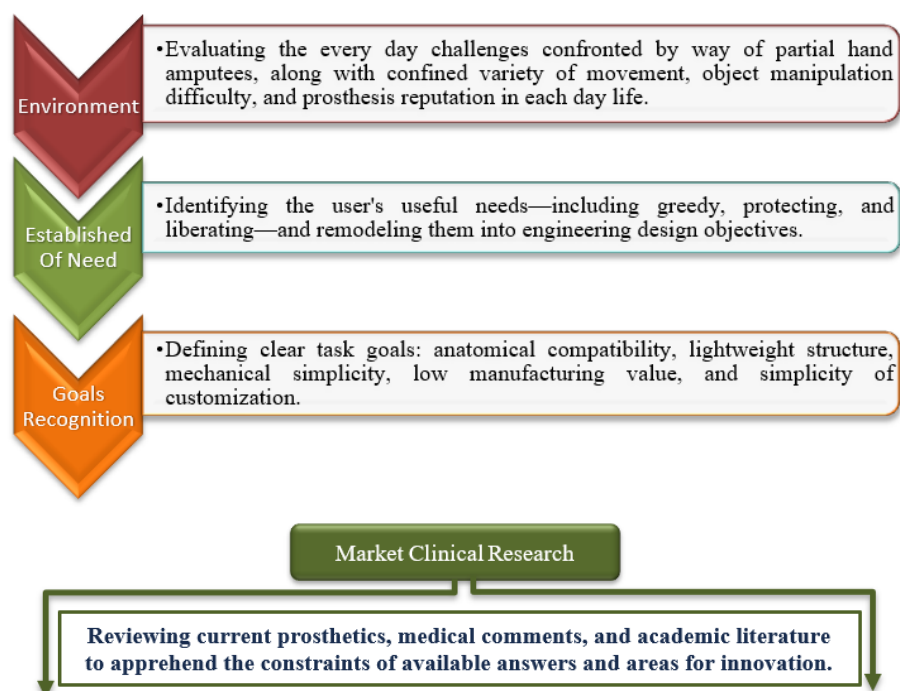 Environment
•Evaluating the every day challenges confronted by way of partial hand
amputees, along with confined variety of movement, object manipulation
difficulty, and prosthesis reputation in each day life.
Established
Of Need
•Identifying the user's useful needs—including greedy, protecting, and
liberating—and remodeling them into engineering design objectives.
Goals
Recognition
•Defining clear task goals: anatomical compatibility, lightweight structure,
mechanical simplicity, low manufacturing value, and simplicity of
customization.
Market Clinical Research
Reviewing current prosthetics, medical comments, and academic literature
to apprehend the constraints of available answers and areas for innovation.